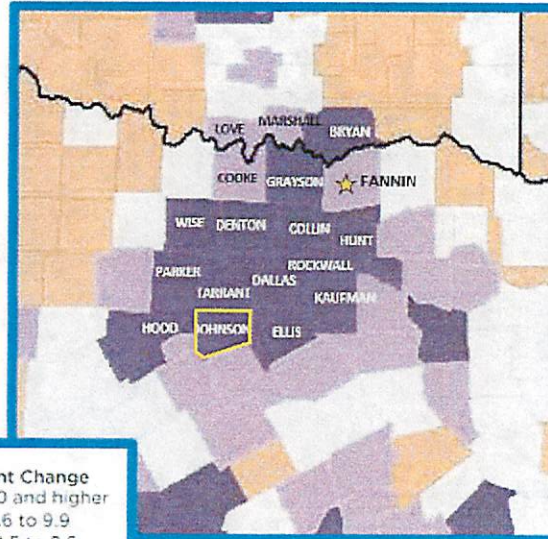 LOVE
MARSHALL
BRYAN
COOKE
GRAYSON
FANNIN
WISE
DENTON
COLLIN
HUNT
PARKER
ROCKWALL
DALLAS
TARRANT
KAUFMAN
HOOD
JOHNSON
ELLIS
nt Change
0 and higher
.6 to 9.9